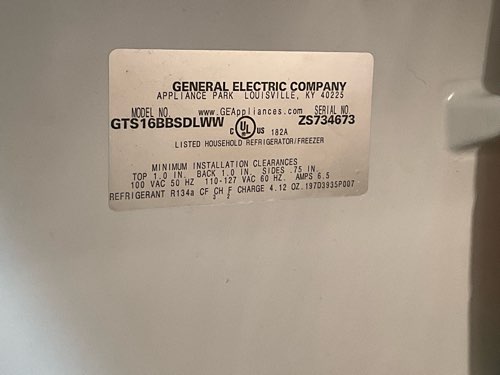 GENERAL ELECTRIC COMPANY
APPLIANCE PARK LOUISVILLE, KY 40225
MODEL NO. www.GEAppliances.com SERIAL NO.
GTS16BBSDLWW C UL US 182A ZS734673
LISTED HOUSEHOLD REFRIGERATOR/FREEZER
MINIMUM INSTALLATION CLEARANCES
TOP 1.0 IN. BACK 1.0 IN. SIDES .75 IN.
100 VAC 50 HZ 110-127 VAC 60 HZ. AMPS 6.5
REFRIGERANT R134a CF3CH2F CHARGE 4.12 OZ. 197D3935P007